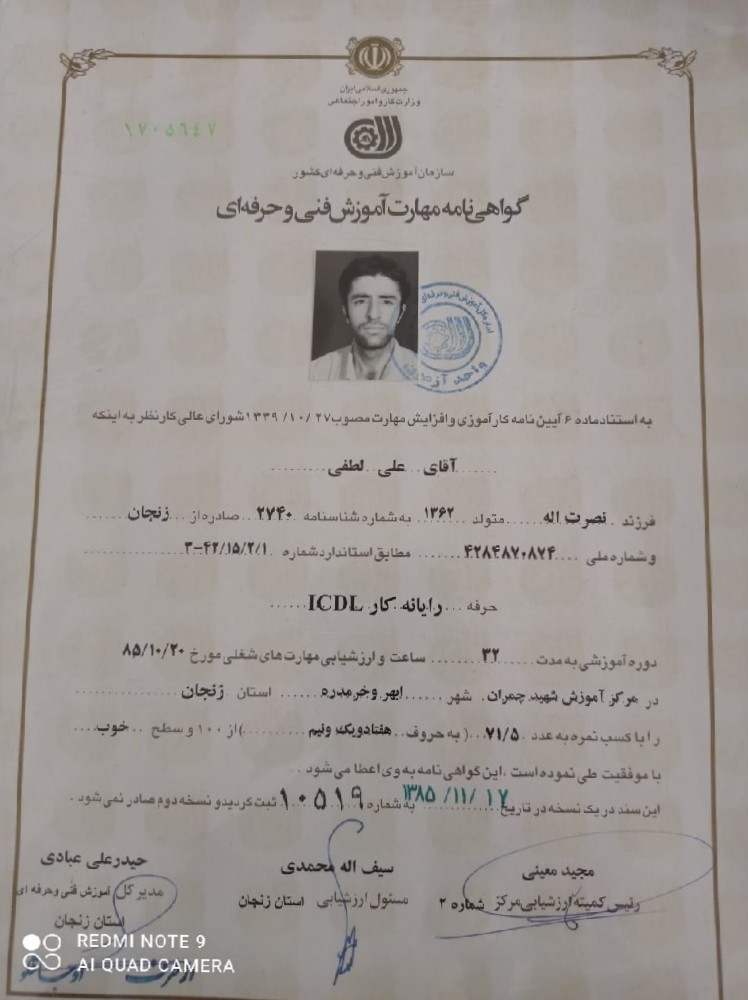 جمهوری اسلامی ایران
وزارت کار و امور اجتماعی
۱۷۰۵۶۴۷
سازمان آموزش فنی و حرفه ای کشور
گواهی نامه مهارت آموزش فنی و حرفه ای
واحد آزمون
به استناد ماده ۶ آیین نامه کارآموزی و افزایش مهارت مصوب ۲۷ /۱۰/ ۱۳۳۹ شورای عالی کار نظر به اینکه
آقای علی لطفی
فرزند نصرت اله متولد ۱۳۶۲ به شماره شناسنامه ۲۷۴۰ صادره از زنجان
و شماره ملی ۴۲۸۴۸۷۰۸۷۴ مطابق استاندارد شماره ۳-۴۲/۱۵/۲/۱
حرفه رایانه کار ICDL
دوره آموزشی به مدت ۳۲ ساعت و ارزشیابی مهارت های شغلی مورخ ۸۵/۱۰/۲۰
در مرکز آموزش شهید چمران شهر ابهر وخرمدره استان زنجان
را با کسب نمره به عدد ۷۱/۵ ( به حروف هفتادویک ونیم ) از ۱۰۰ و سطح خوب
با موفقیت طی نموده است ، این گواهی نامه به وی اعطا می شود .
این سند در یک نسخه در تاریخ ۱۳۸۵/۱۱/۱۷ به شماره ۱۰۵۱۹ ثبت گردید و نسخه دوم صادر نمی شود .
مجید معینی
رئیس کمیته ارزشیابی مرکز شماره ۲
سیف اله محمدی
مسئول ارزشیابی استان زنجان
حیدرعلی عبادی
مدیر کل آموزش فنی و حرفه ای
استان زنجان
REDMI NOTE 9
AI QUAD CAMERA